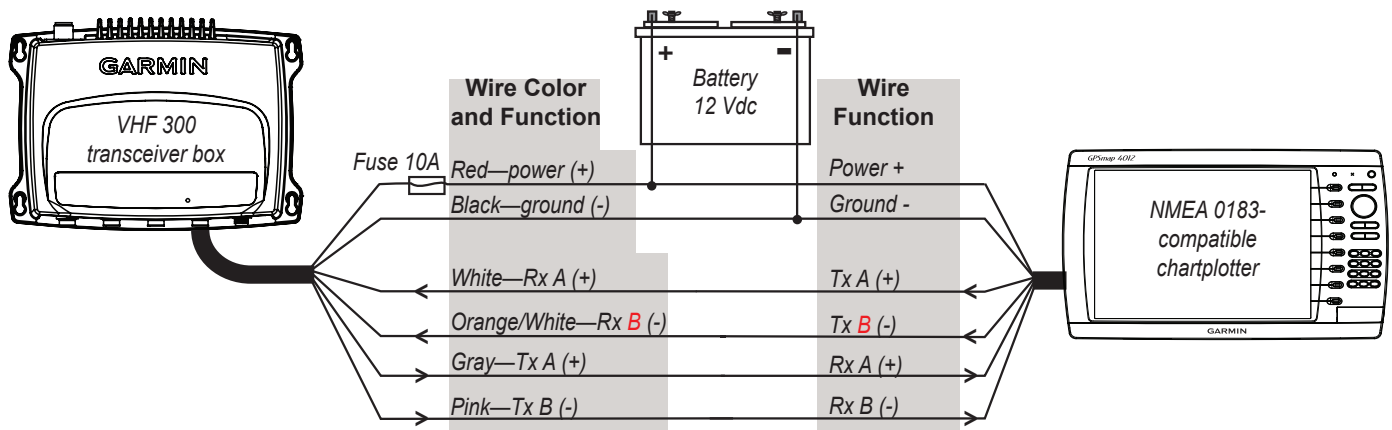 GARMIN
VHF 300
transceiver box
Wire Color
and Function
+ -
Battery
12 Vdc
Wire
Function
Fuse 10A
Red—power (+)
Power +
Black—ground (-)
Ground -
White—Rx A (+)
Tx A (+)
Orange/White—Rx B (-)
Tx B (-)
Gray—Tx A (+)
Rx A (+)
Pink—Tx B (-)
Rx B (-)
GPSmap 4012
NMEA 0183-
compatible
chartplotter
GARMIN